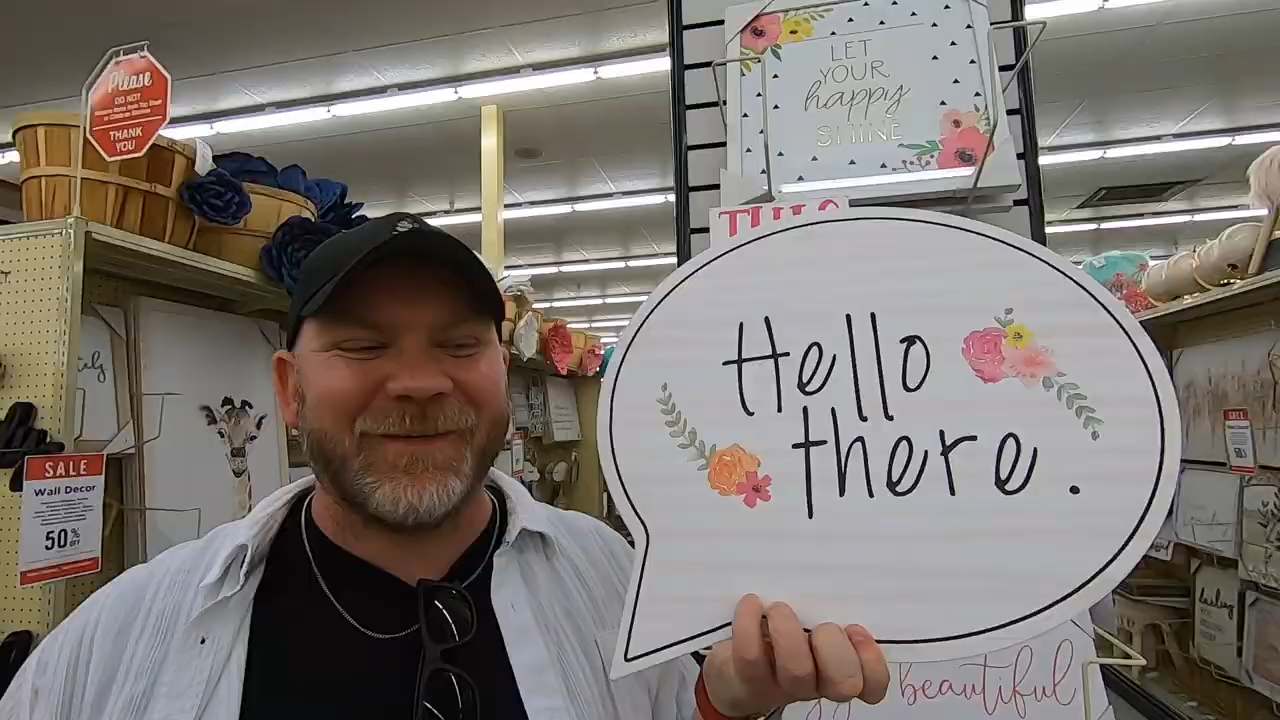 Please
DO NOT
THANK
YOU
LET
YOUR
happy
SHINE
Hello
there.
SALE
Wall Decor
50% OFF
SALE
beautiful